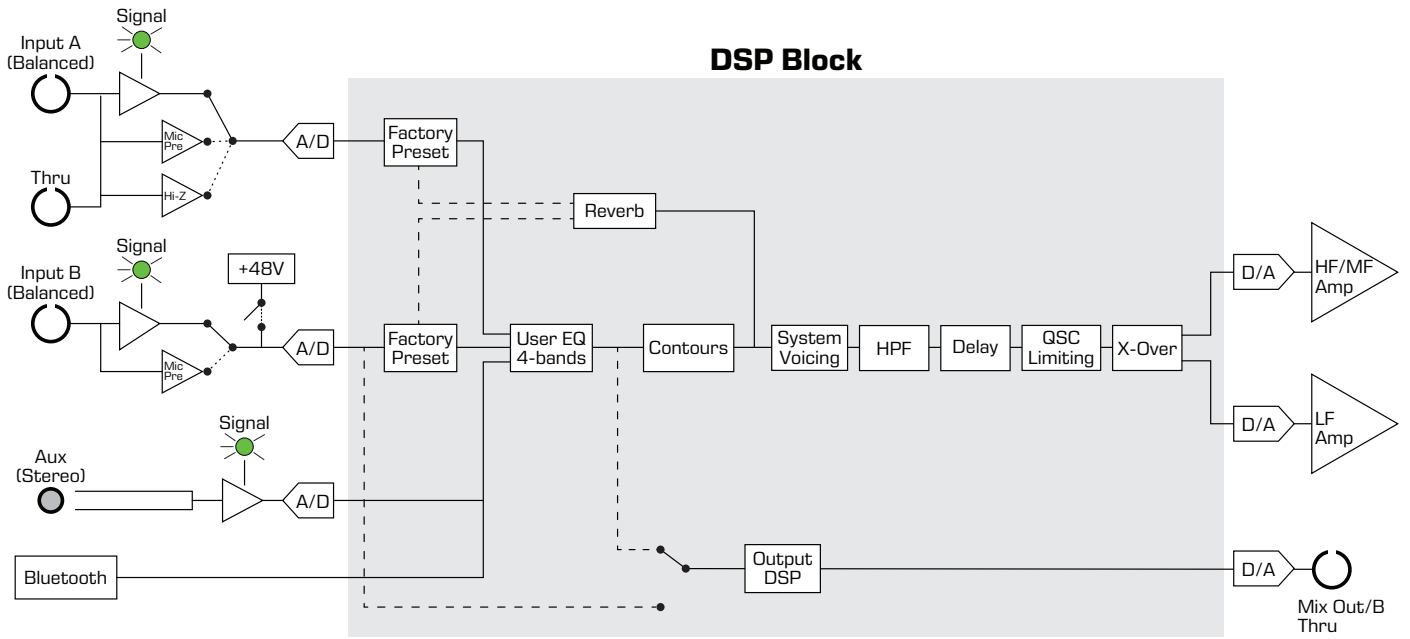 DSP Block
Signal
Input A
(Balanced)
Mic
Pre
Thru
Hi-Z
A/D
Factory
Preset
Reverb
Signal
Input B
(Balanced)
+48V
Mic
Pre
A/D
Factory
Preset
User EQ
4-bands
Contours
System
Voicing
HPF
Delay
QSC
Limiting
X-Over
D/A
HF/MF
Amp
D/A
LF
Amp
Signal
Aux
(Stereo)
A/D
Bluetooth
Output
DSP
D/A
Mix Out/B
Thru